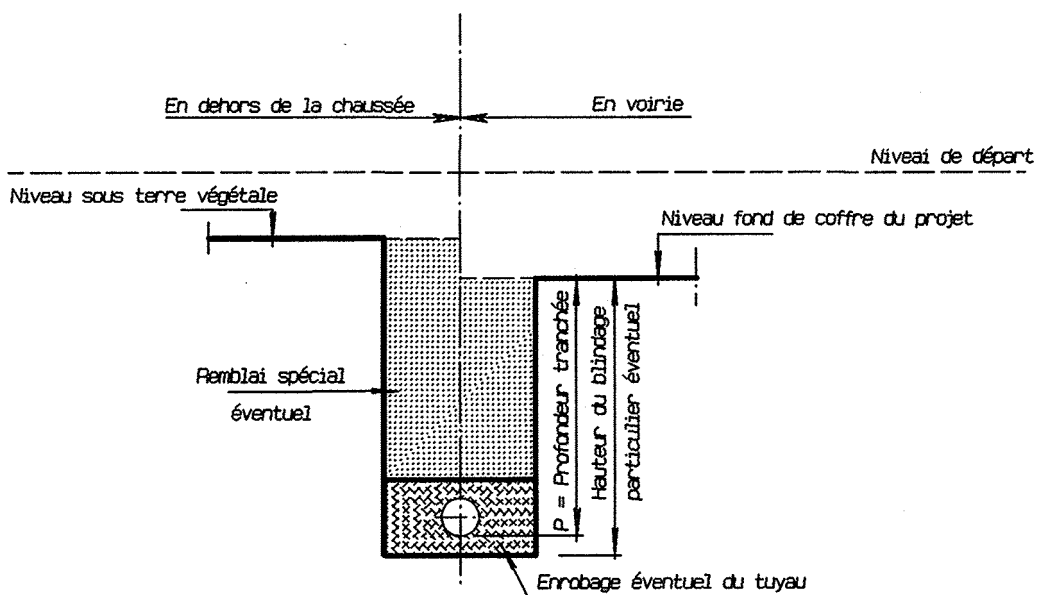 En dehors de la chaussée
En voirie
Niveai de départ
Niveau sous terre végétale
Niveau fond de coffre du projet
Remblai spécial
éventuel
P = Profondeur tranchée
Hauteur du blindage
particulier éventuel
Enrobage éventuel du tuyau